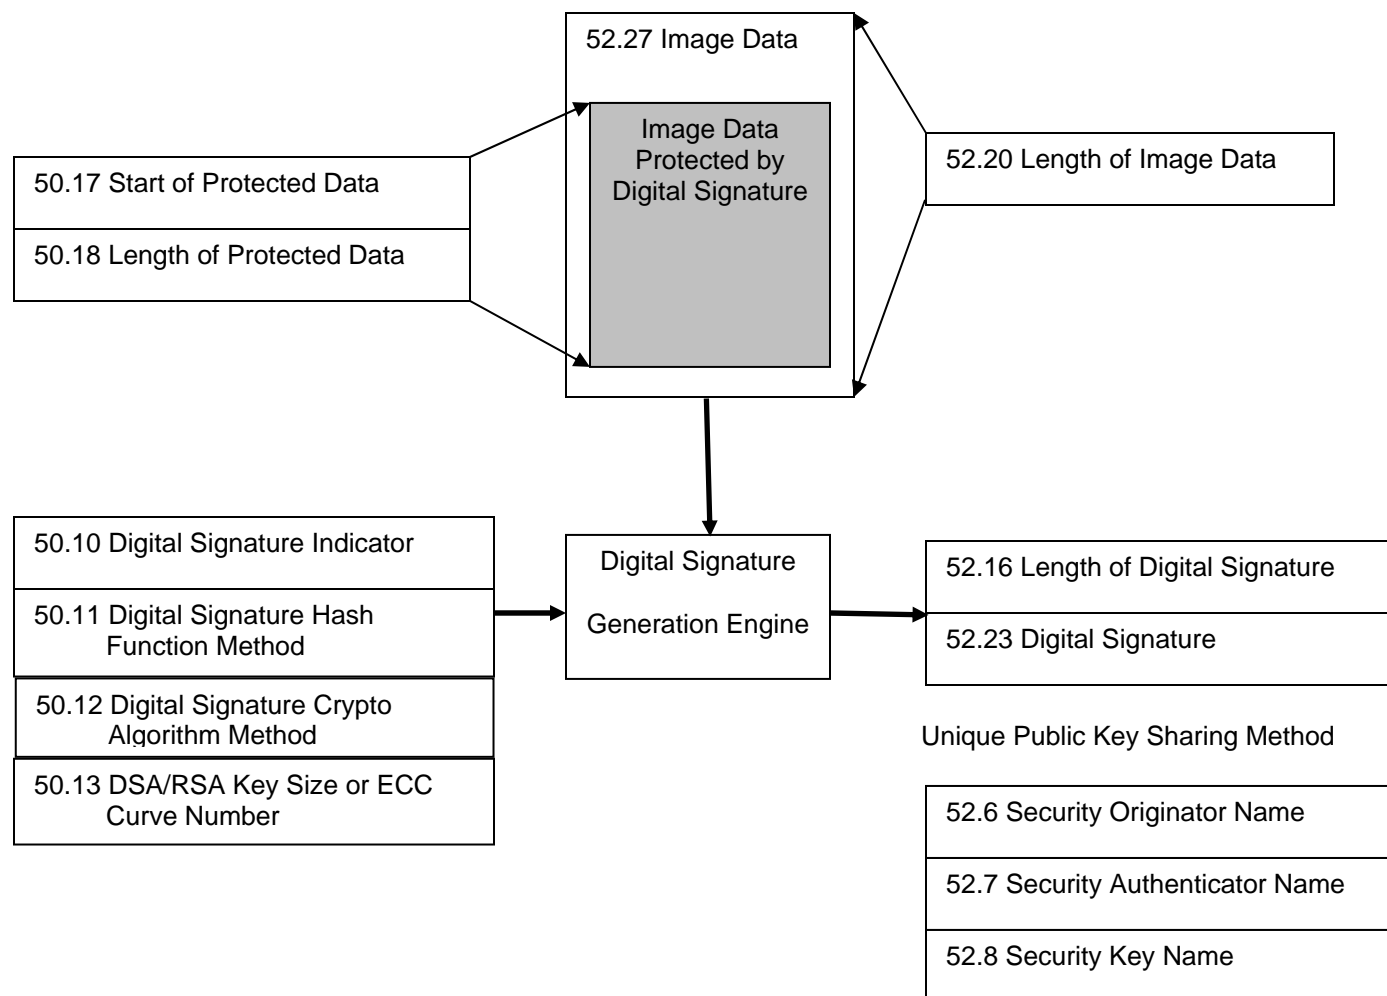 52.27 Image Data
Image Data
Protected by
Digital Signature
50.17 Start of Protected Data
50.18 Length of Protected Data
52.20 Length of Image Data
50.10 Digital Signature Indicator
50.11 Digital Signature Hash
Function Method
50.12 Digital Signature Crypto
Algorithm Method
50.13 DSA/RSA Key Size or ECC
Curve Number
Digital Signature
Generation Engine
52.16 Length of Digital Signature
52.23 Digital Signature
Unique Public Key Sharing Method
52.6 Security Originator Name
52.7 Security Authenticator Name
52.8 Security Key Name